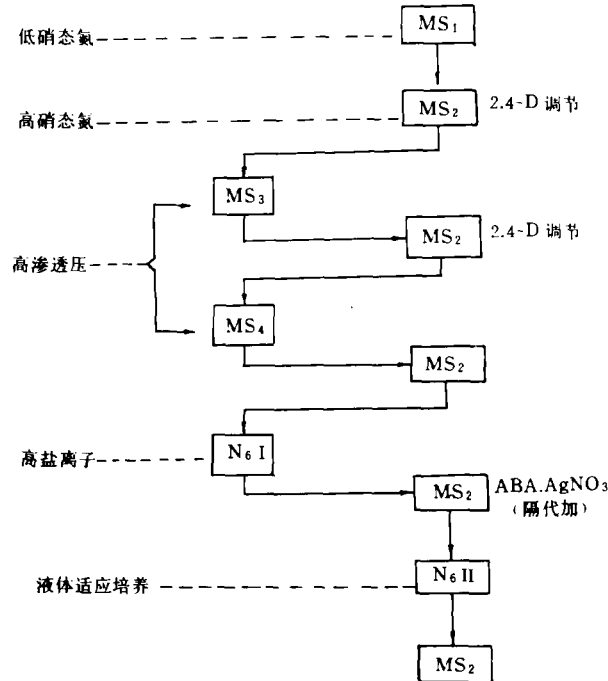 MS₁
低硝态氮
MS₂ 2.4-D 调节
高硝态氮
MS₃
MS₂ 2.4-D 调节
高渗透压
MS₄
MS₂
N₆ I
高盐离子
MS₂ ABA.AgNO₃
（隔代加）
N₆ II
液体适应培养
MS₂